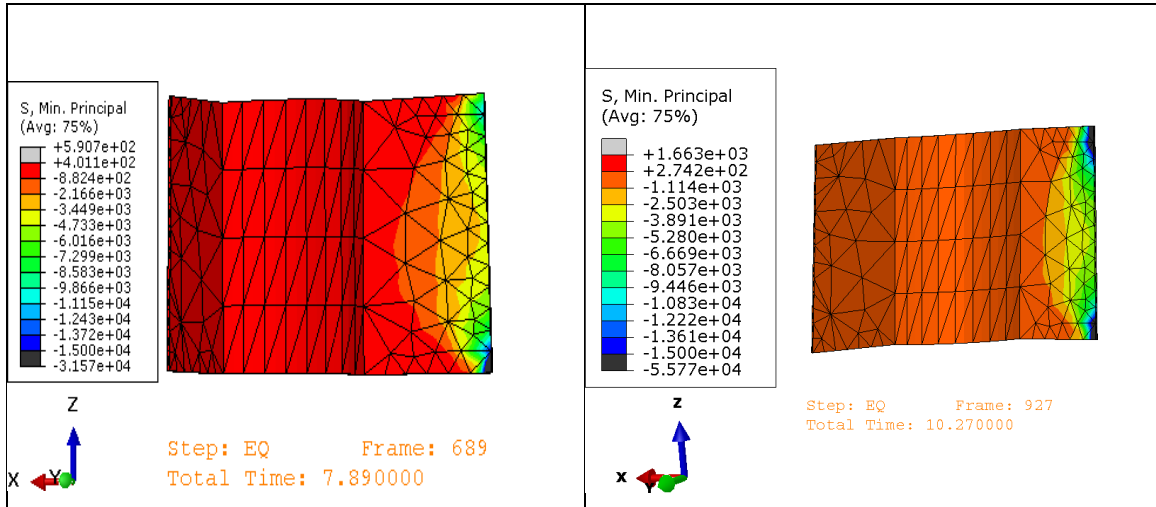 S, Min. Principal
(Avg: 75%)
+5.907e+02
+4.011e+02
-8.824e+02
-2.166e+03
-3.449e+03
-4.733e+03
-6.016e+03
-7.299e+03
-8.583e+03
-9.866e+03
-1.115e+04
-1.243e+04
-1.372e+04
-1.500e+04
-3.157e+04
Z
X
Y
Step: EQ Frame: 689
Total Time: 7.890000
S, Min. Principal
(Avg: 75%)
+1.663e+03
+2.742e+02
-1.114e+03
-2.503e+03
-3.891e+03
-5.280e+03
-6.669e+03
-8.057e+03
-9.446e+03
-1.083e+04
-1.222e+04
-1.361e+04
-1.500e+04
-5.577e+04
z
x
Y
Step: EQ Frame: 927
Total Time: 10.270000